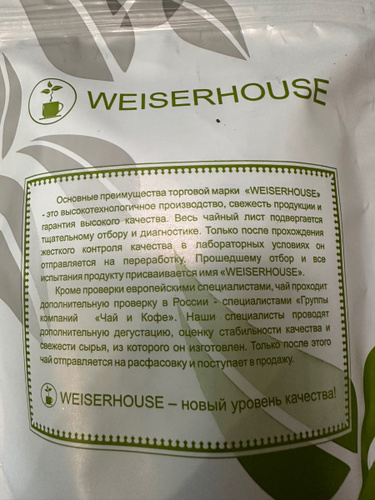 WEISERHOUSE
Основные преимущества торговой марки «WEISERHOUSE»
- это высокотехнологичное производство, свежесть продукции и
гарантия высокого качества. Весь чайный лист подвергается
тщательному отбору и диагностике. Только после прохождения
жесткого контроля качества в лабораторных условиях он
отправляется на переработку. Прошедшему отбор и все
испытания продукту присваивается имя «WEISERHOUSE».
Кроме проверки европейскими специалистами, чай проходит
дополнительную проверку в России - специалистами «Группы
компаний «Чай и Кофе». Наши специалисты проводят
дополнительную дегустацию, оценку стабильности качества и
свежести сырья, из которого он изготовлен. Только после этого
чай отправляется на расфасовку и поступает в продажу.
WEISERHOUSE – новый уровень качества!